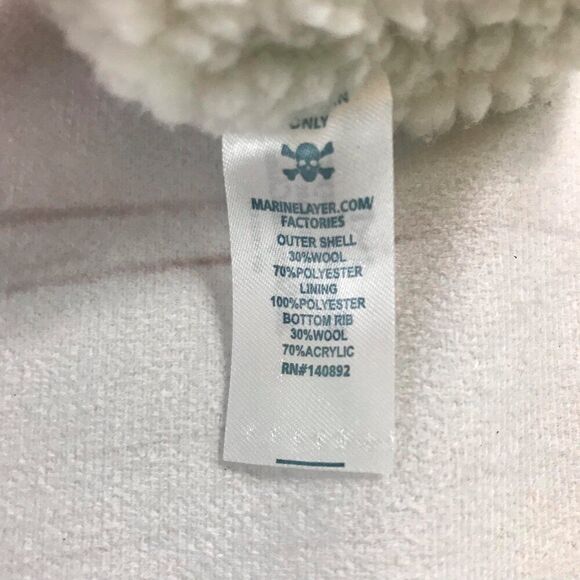 ONLY
MARINELAYER.COM/
FACTORIES
OUTER SHELL
30%WOOL
70%POLYESTER
LINING
100%POLYESTER
BOTTOM RIB
30%WOOL
70%ACRYLIC
RN#140892